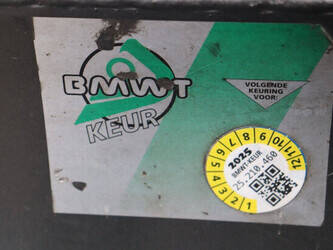 BMWT
KEUR
VOLGENDE
KEURING
VOOR:
1 2 3 4 5 6 7 8 9 10 11 12
2025
BMWT-KEUR
25.210.460